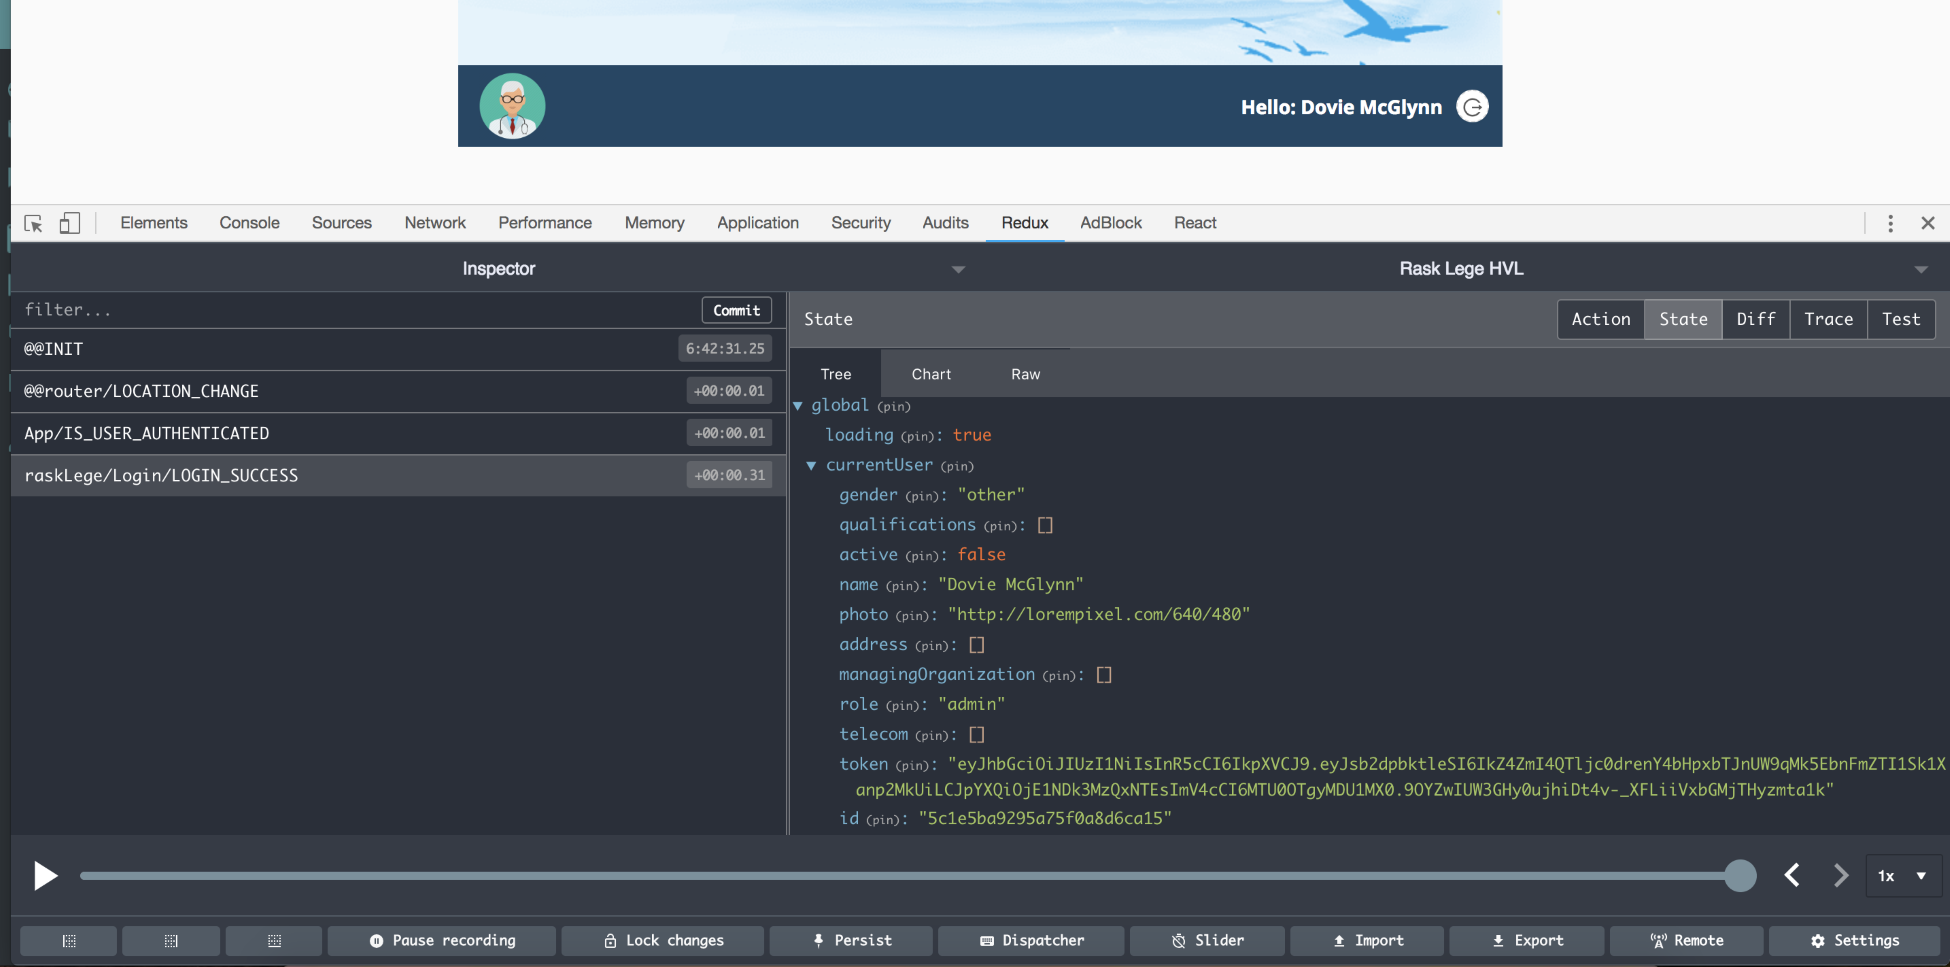 Hello: Dovie McGlynn
Elements Console Sources Network Performance Memory Application Security Audits Redux AdBlock React
Inspector
Rask Lege HVL
filter...
Commit
@@INIT
6:42:31.25
@@router/LOCATION_CHANGE
+00:00.01
App/IS_USER_AUTHENTICATED
+00:00.01
raskLege/Login/LOGIN_SUCCESS
+00:00.31
State
Action State Diff Trace Test
Tree Chart Raw
global (pin)
loading (pin): true
currentUser (pin)
gender (pin): "other"
qualifications (pin): []
active (pin): false
name (pin): "Dovie McGlynn"
photo (pin): "http://lorempixel.com/640/480"
address (pin): []
managingOrganization (pin): []
role (pin): "admin"
telecom (pin): []
token (pin): "eyJhbGciOiJIUzI1NiIsInR5cCI6IkpXVCJ9.eyJsb2dpbktleSI6IkZ4ZmI4QTljc0drenY4bHpxbTJnUW9qMk5EbnFmZTI1Sk1X
anp2MkUiLCJpYXQiOjE1NDk3MzQxNTEsImV4cCI6MTU0OTgyMDU1MX0.9OYZwIUW3GHy0ujhiDt4v-_XFLiiVxbGMjTHyzmta1k"
id (pin): "5c1e5ba9295a75f0a8d6ca15"
1x
Pause recording Lock changes Persist Dispatcher Slider Import Export Remote Settings